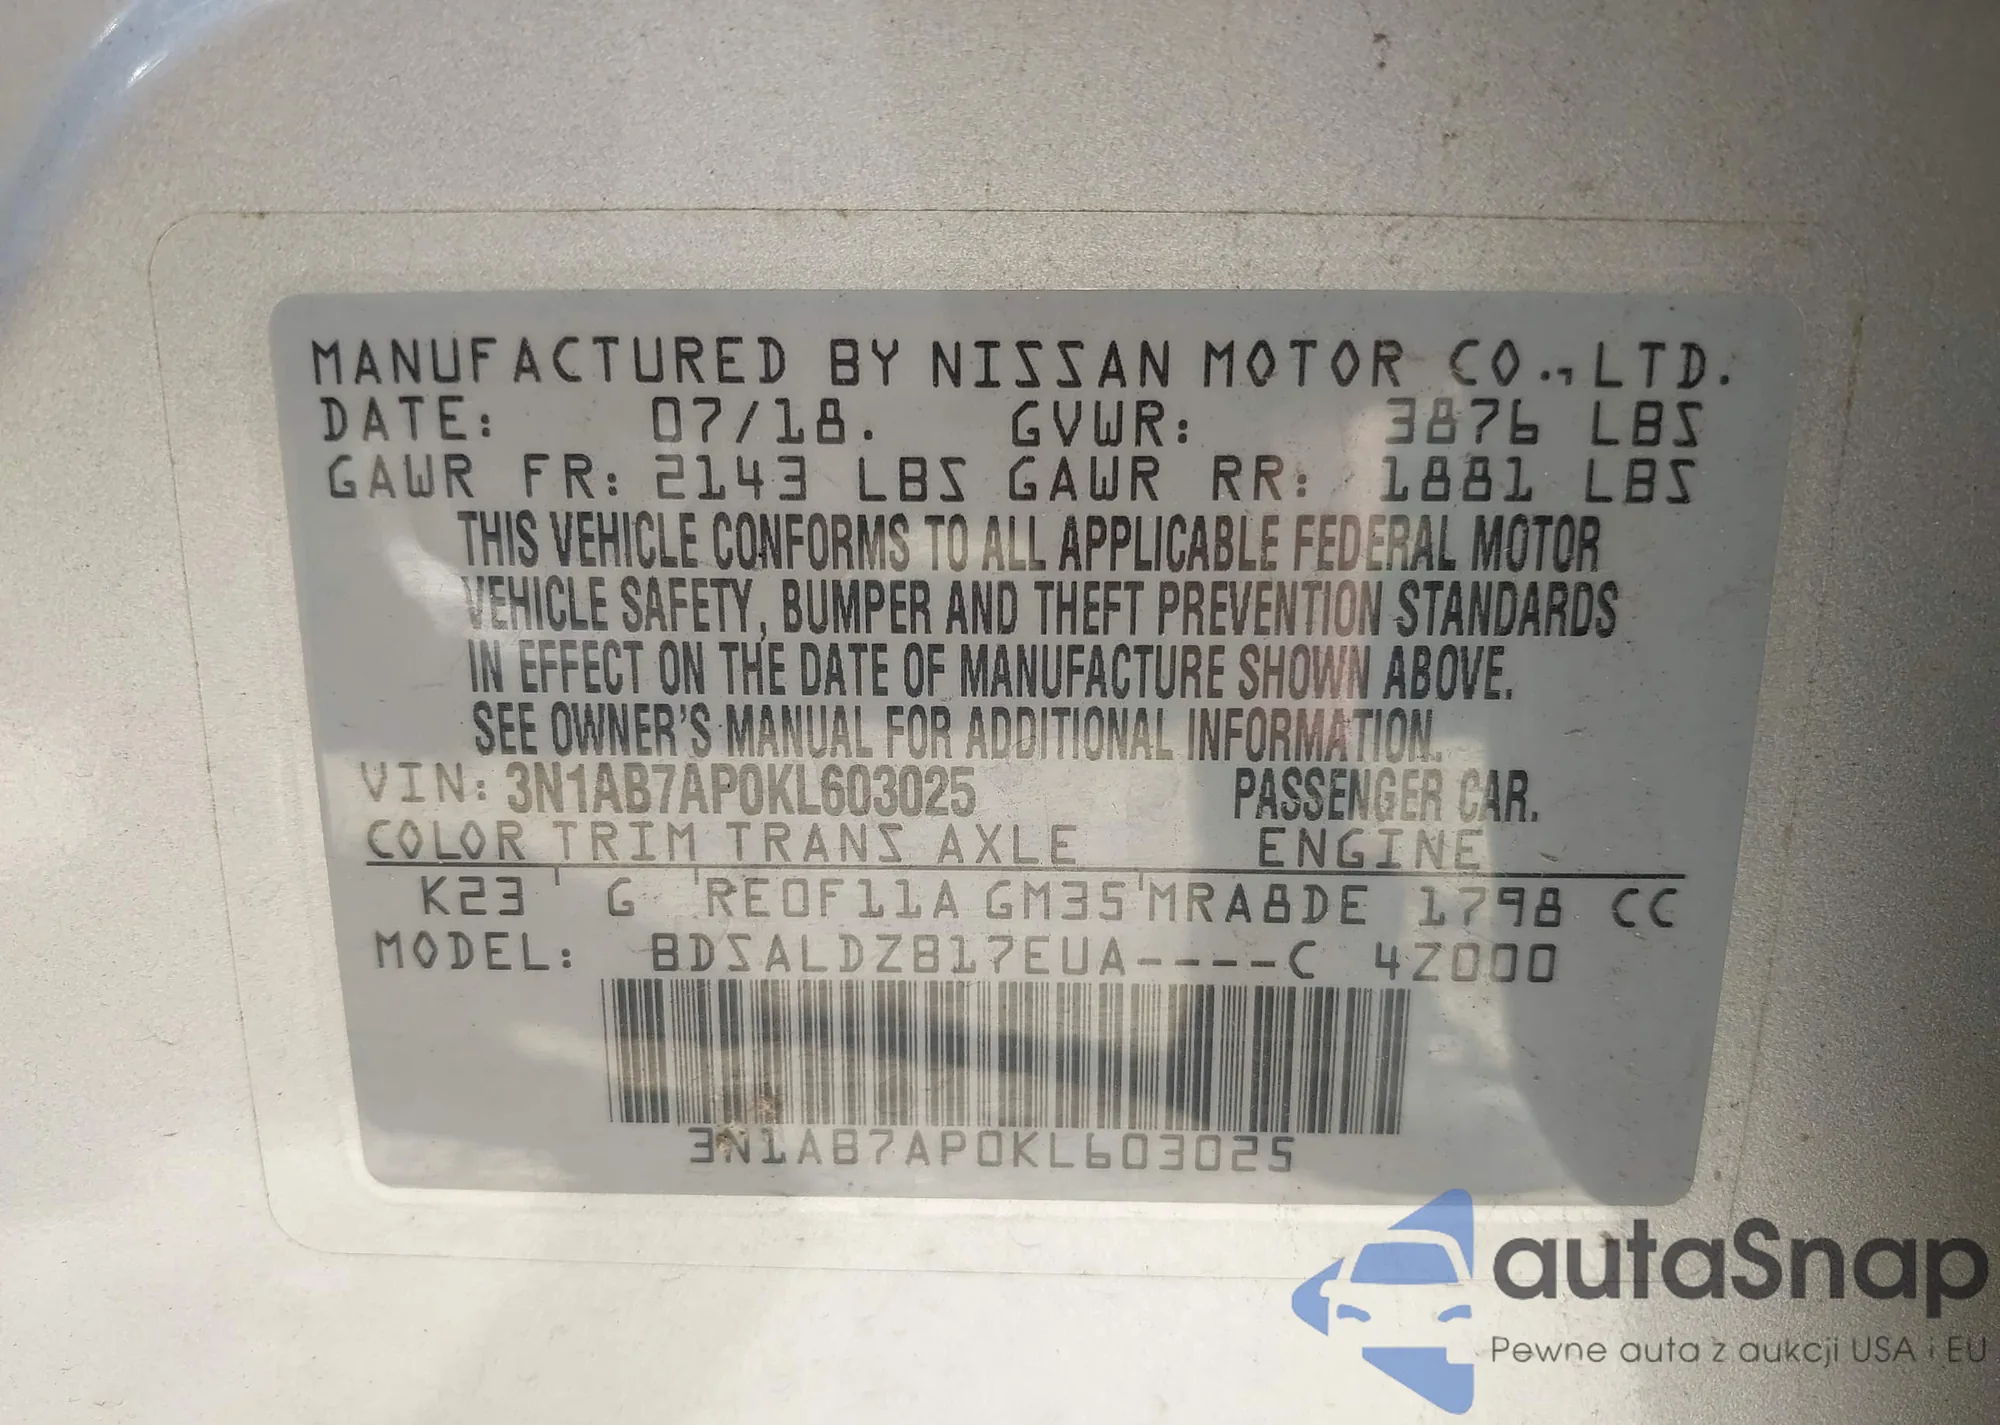 MANUFACTURED BY NISSAN MOTOR CO.,LTD.
DATE: 07/18. GVWR: 3876 LBS
GAWR FR: 2143 LBS GAWR RR: 1881 LBS
THIS VEHICLE CONFORMS TO ALL APPLICABLE FEDERAL MOTOR
VEHICLE SAFETY, BUMPER AND THEFT PREVENTION STANDARDS
IN EFFECT ON THE DATE OF MANUFACTURE SHOWN ABOVE.
SEE OWNER'S MANUAL FOR ADDITIONAL INFORMATION.
VIN: 3N1AB7AP0KL603025 PASSENGER CAR.
COLOR TRIM TRANS AXLE ENGINE
K23 ' G ' RE0F11A GM35 ' MRA8DE 1798 CC
MODEL: BDSALDZB17EUA----C 4Z000
3N1AB7AP0KL603025
autaSnap
Pewne auta z aukcji USA i EU